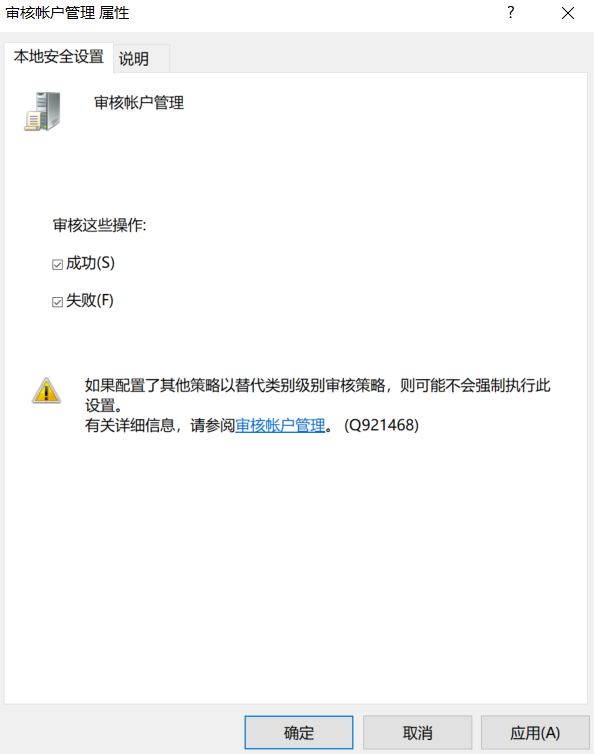 审核帐户管理 属性
?
本地安全设置
说明
审核帐户管理
审核这些操作:
成功(S)
失败(F)
如果配置了其他策略以替代类别级别审核策略，则可能不会强制执行此
设置。
有关详细信息，请参阅审核帐户管理。 (Q921468)
确定
取消
应用(A)